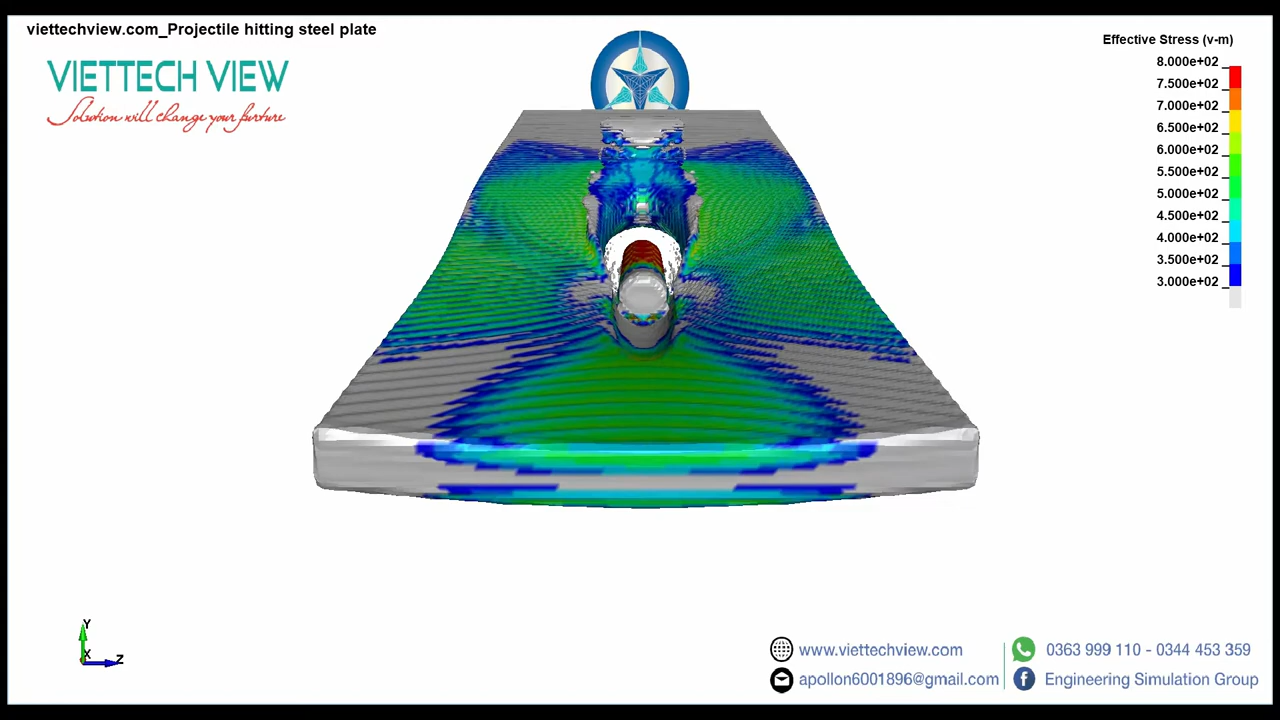 viettechview.com_Projectile hitting steel plate
VIETTECH VIEW
Solution will change your furture
Effective Stress (v-m)
8.000e+02
7.500e+02
7.000e+02
6.500e+02
6.000e+02
5.500e+02
5.000e+02
4.500e+02
4.000e+02
3.500e+02
3.000e+02
Y
X
Z
www.viettechview.com
0363 999 110 - 0344 453 359
apollon6001896@gmail.com
Engineering Simulation Group